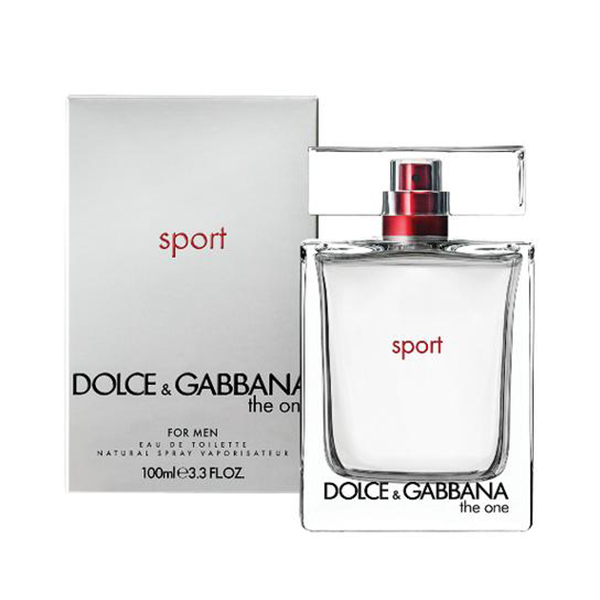 sport
DOLCE & GABBANA
the on
FOR MEN
EAU DE TOILETTE
NATURAL SPRAY VAPORISATEUR
100ml℮3.3 FL.OZ.
sport
DOLCE & GABBANA
the one